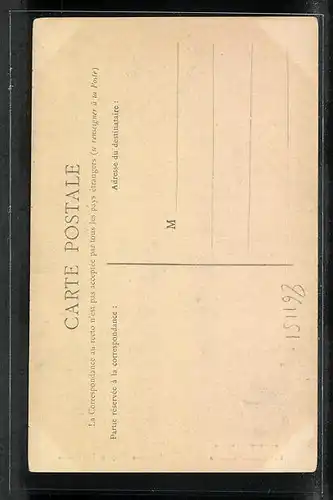 CARTE POSTALE
La Correspondance au recto n'est pas acceptée par tous les pays étrangers (se renseigner à la Poste)
Partie réservée à la correspondance :
Adresse du destinataire :
M